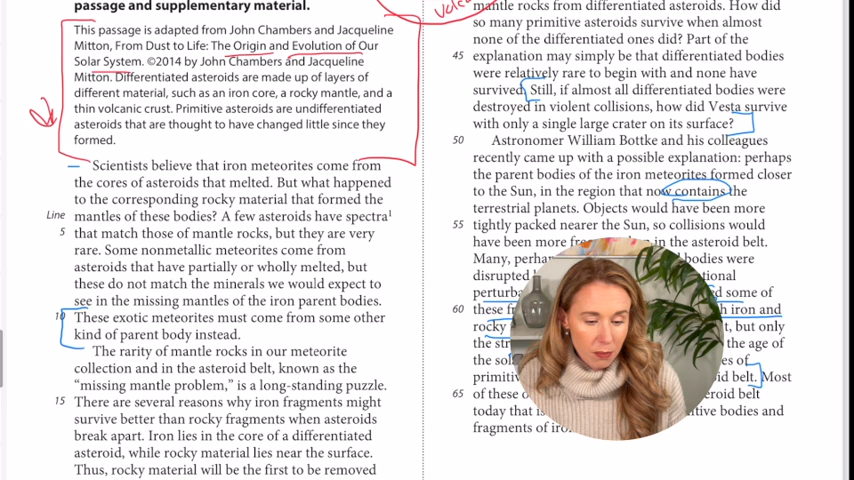 passage and supplementary material.
This passage is adapted from John Chambers and Jacqueline
Mitton, From Dust to Life: The Origin and Evolution of Our
Solar System. ©2014 by John Chambers and Jacqueline
Mitton. Differentiated asteroids are made up of layers of
different material, such as an iron core, a rocky mantle, and a
thin volcanic crust. Primitive asteroids are undifferentiated
asteroids that are thought to have changed little since they
formed.
Scientists believe that iron meteorites come from
the cores of asteroids that melted. But what happened
to the corresponding rocky material that formed the
Line mantles of these bodies? A few asteroids have spectra1
5 that match those of mantle rocks, but they are very
rare. Some nonmetallic meteorites come from
asteroids that have partially or wholly melted, but
these do not match the minerals we would expect to
see in the missing mantles of the iron parent bodies.
10 These exotic meteorites must come from some other
kind of parent body instead.
The rarity of mantle rocks in our meteorite
collection and in the asteroid belt, known as the
“missing mantle problem,” is a long-standing puzzle.
15 There are several reasons why iron fragments might
survive better than rocky fragments when asteroids
break apart. Iron lies in the core of a differentiated
asteroid, while rocky material lies near the surface.
Thus, rocky material will be the first to be removed
mantle rocks from differentiated asteroids. How did
so many primitive asteroids survive when almost
none of the differentiated ones did? Part of the
45 explanation may simply be that differentiated bodies
were relatively rare to begin with and none have
survived. Still, if almost all differentiated bodies were
destroyed in violent collisions, how did Vesta survive
with only a single large crater on its surface?
50 Astronomer William Bottke and his colleagues
recently came up with a possible explanation: perhaps
the parent bodies of the iron meteorites formed closer
to the Sun, in the region that now contains the
terrestrial planets. Objects would have been more
55 tightly packed nearer the Sun, so collisions would
have been more in the asteroid belt.
Many, bodies were
disrupted
some of
60 these iron and
rocky but only
the the age of
the of
primitive belt. Most
65 of these belt
today that bodies and
fragments of